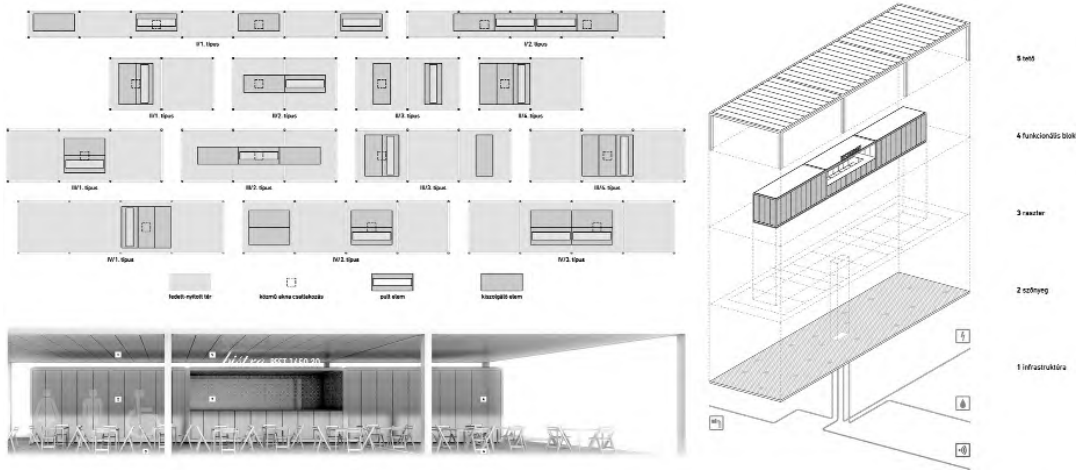 I/1. típus
I/2. típus
II/1. típus
II/2. típus
II/3. típus
II/4. típus
III/1. típus
III/2. típus
III/3. típus
III/4. típus
IV/1. típus
IV/2. típus
IV/3. típus
fedett-nyitott tér
közmű akna csatlakozás
pult elem
kiszolgáló elem
bistro
5 tető
4 funkcionális blokk
3 raszter
2 szőnyeg
1 infrastruktúra